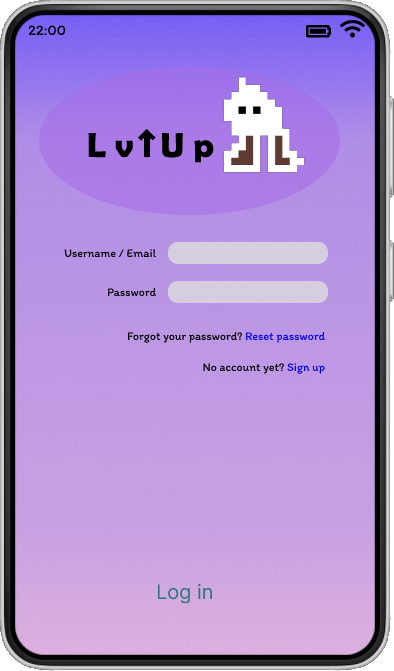 22:00
Lv↑Up
Username / Email
Password
Forgot your password? Reset password
No account yet? Sign up
Log in